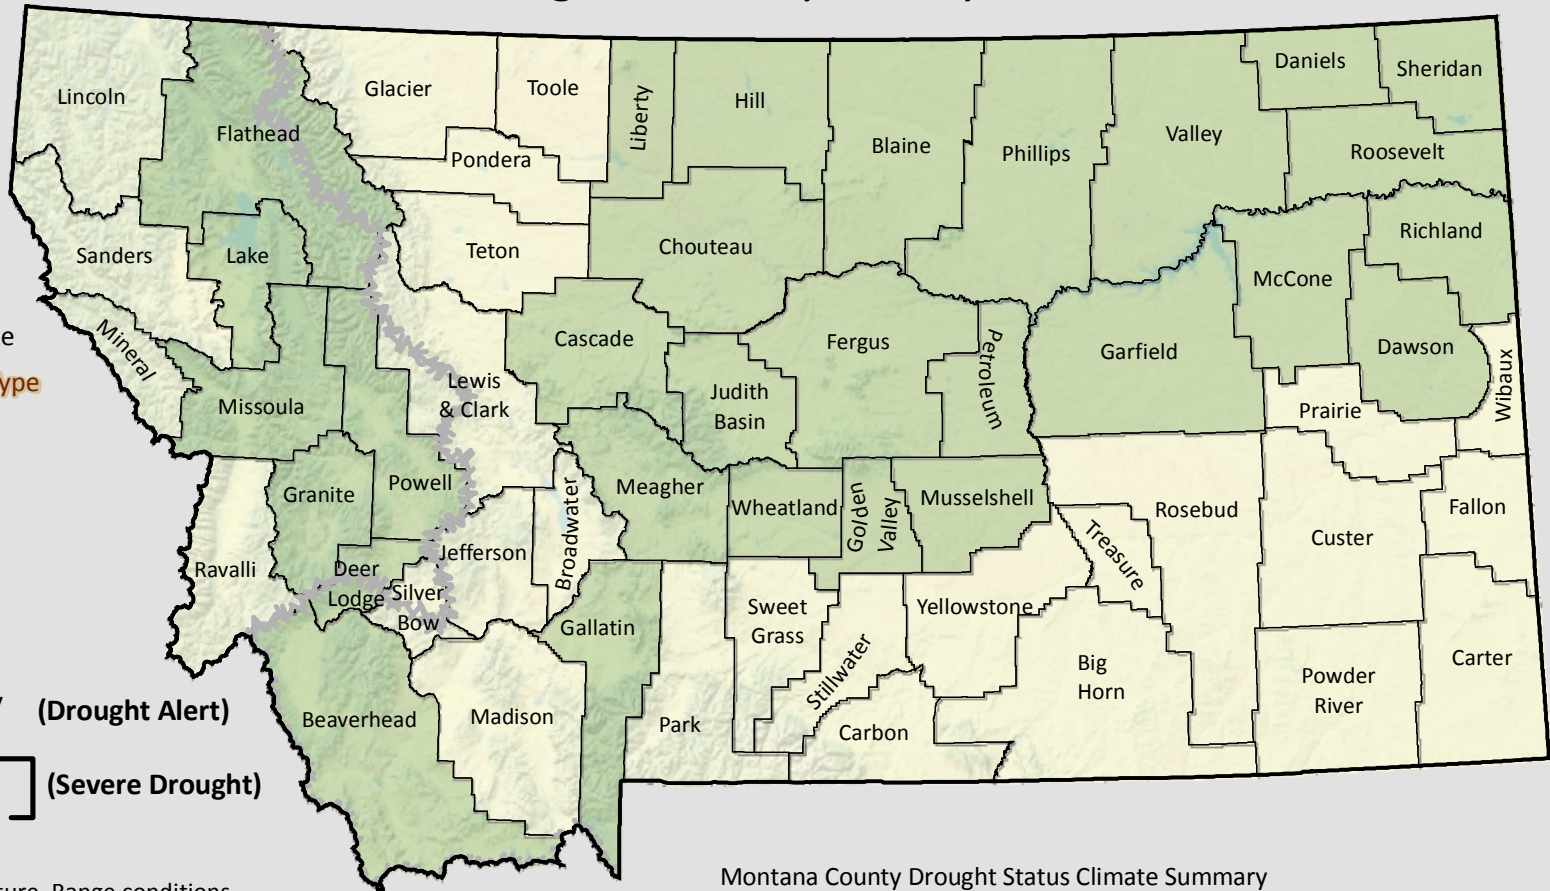 Lincoln
Flathead
Glacier
Toole
Liberty
Hill
Blaine
Phillips
Valley
Daniels
Sheridan
Roosevelt
Pondera
Richland
Sanders
Lake
Teton
Chouteau
McCone
Mineral
Cascade
Fergus
Petroleum
Garfield
Dawson
Wibaux
Lewis
& Clark
Judith
Basin
Prairie
Missoula
Granite
Powell
Meagher
Wheatland
Golden
Valley
Musselshell
Rosebud
Fallon
Custer
Treasure
Ravalli
Deer
Lodge
Silver
Bow
Jefferson
Broadwater
Gallatin
Sweet
Grass
Yellowstone
Stillwater
Big
Horn
Carter
Powder
River
Beaverhead
Madison
Park
Carbon
(Drought Alert)
(Severe Drought)
Montana County Drought Status Climate Summary